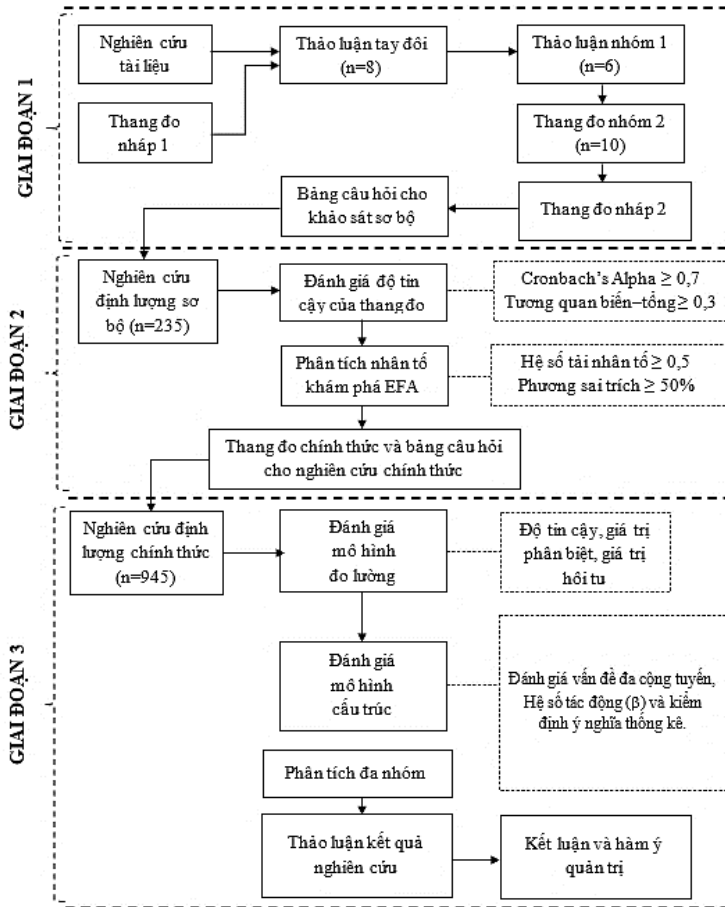 GIAI ĐOẠN 1
Nghiên cứu
tài liệu
Thảo luận tay đôi
(n=8)
Thảo luận nhóm 1
(n=6)
Thang đo
nháp 1
Thang đo nhóm 2
(n=10)
Bảng câu hỏi cho
khảo sát sơ bộ
Thang đo nháp 2
GIAI ĐOẠN 2
Nghiên cứu
định lượng sơ
bộ (n=235)
Đánh giá độ tin
cậy của thang đo
Cronbach's Alpha ≥ 0,7
Tương quan biến–tổng ≥ 0,3
Phân tích nhân tố
khám phá EFA
Hệ số tải nhân tố ≥ 0,5
Phương sai trích ≥ 50%
Thang đo chính thức và bảng câu hỏi
cho nghiên cứu chính thức
GIAI ĐOẠN 3
Nghiên cứu định
lượng chính thức
(n=945)
Đánh giá
mô hình
đo lường
Độ tin cậy, giá trị
phân biệt, giá trị
hôi tu
Đánh giá
mô hình
cấu trúc
Đánh giá vấn đề đa cộng tuyến,
Hệ số tác động (β) và kiểm
định ý nghĩa thống kê.
Phân tích đa nhóm
Thảo luận kết quả
nghiên cứu
Kết luận và hàm ý
quản trị